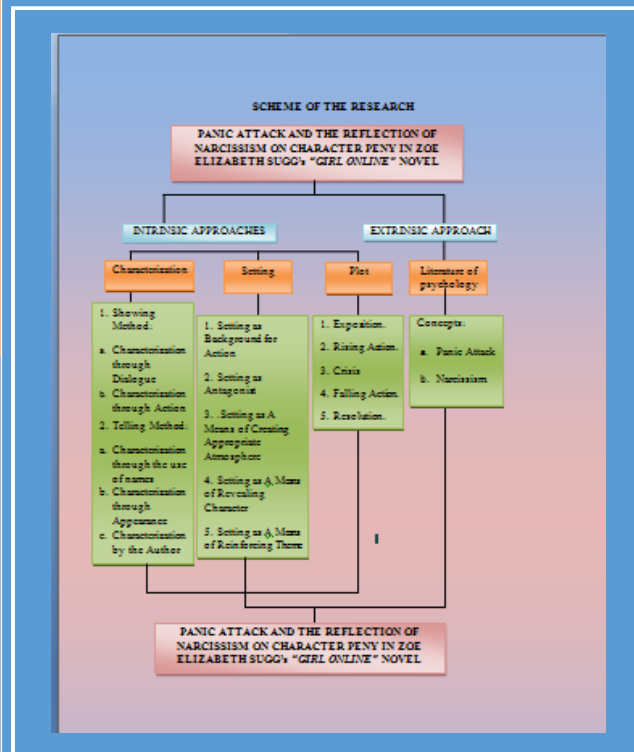 SCHEME OF THE RESEARCH
PANIC ATTACK AND THE REFLECTION OF
NARCISSISM ON CHARACTER PENY IN ZOE
ELIZABETH SUGG's "GIRL ONLINE" NOVEL
INTRINSIC APPROACHES
EXTRINSIC APPROACH
Characterization
Setting
Plot
Literature of
psychology
1. Showing
Method:
a. Characterization
through
Dialogue
b. Characterization
through Action
2. Telling Method:
a. Characterization
through the use
of names
b. Characterization
through
Appearance
c. Characterization
by the Author
1. Setting as
Background for
Action
2. Setting as
Antagonist
3. .Setting as A
Means of Creating
Appropriate
Atmosphere
4. Setting as A Means
of Revealing
Character
5. Setting as A Means
of Reinforcing Theme
1. Exposition.
2. Rising Action.
3. Crisis
4. Falling Action.
5. Resolution.
Concepts:
a. Panic Attack
b. Narcissism
PANIC ATTACK AND THE REFLECTION OF
NARCISSISM ON CHARACTER PENY IN ZOE
ELIZABETH SUGG's "GIRL ONLINE" NOVEL